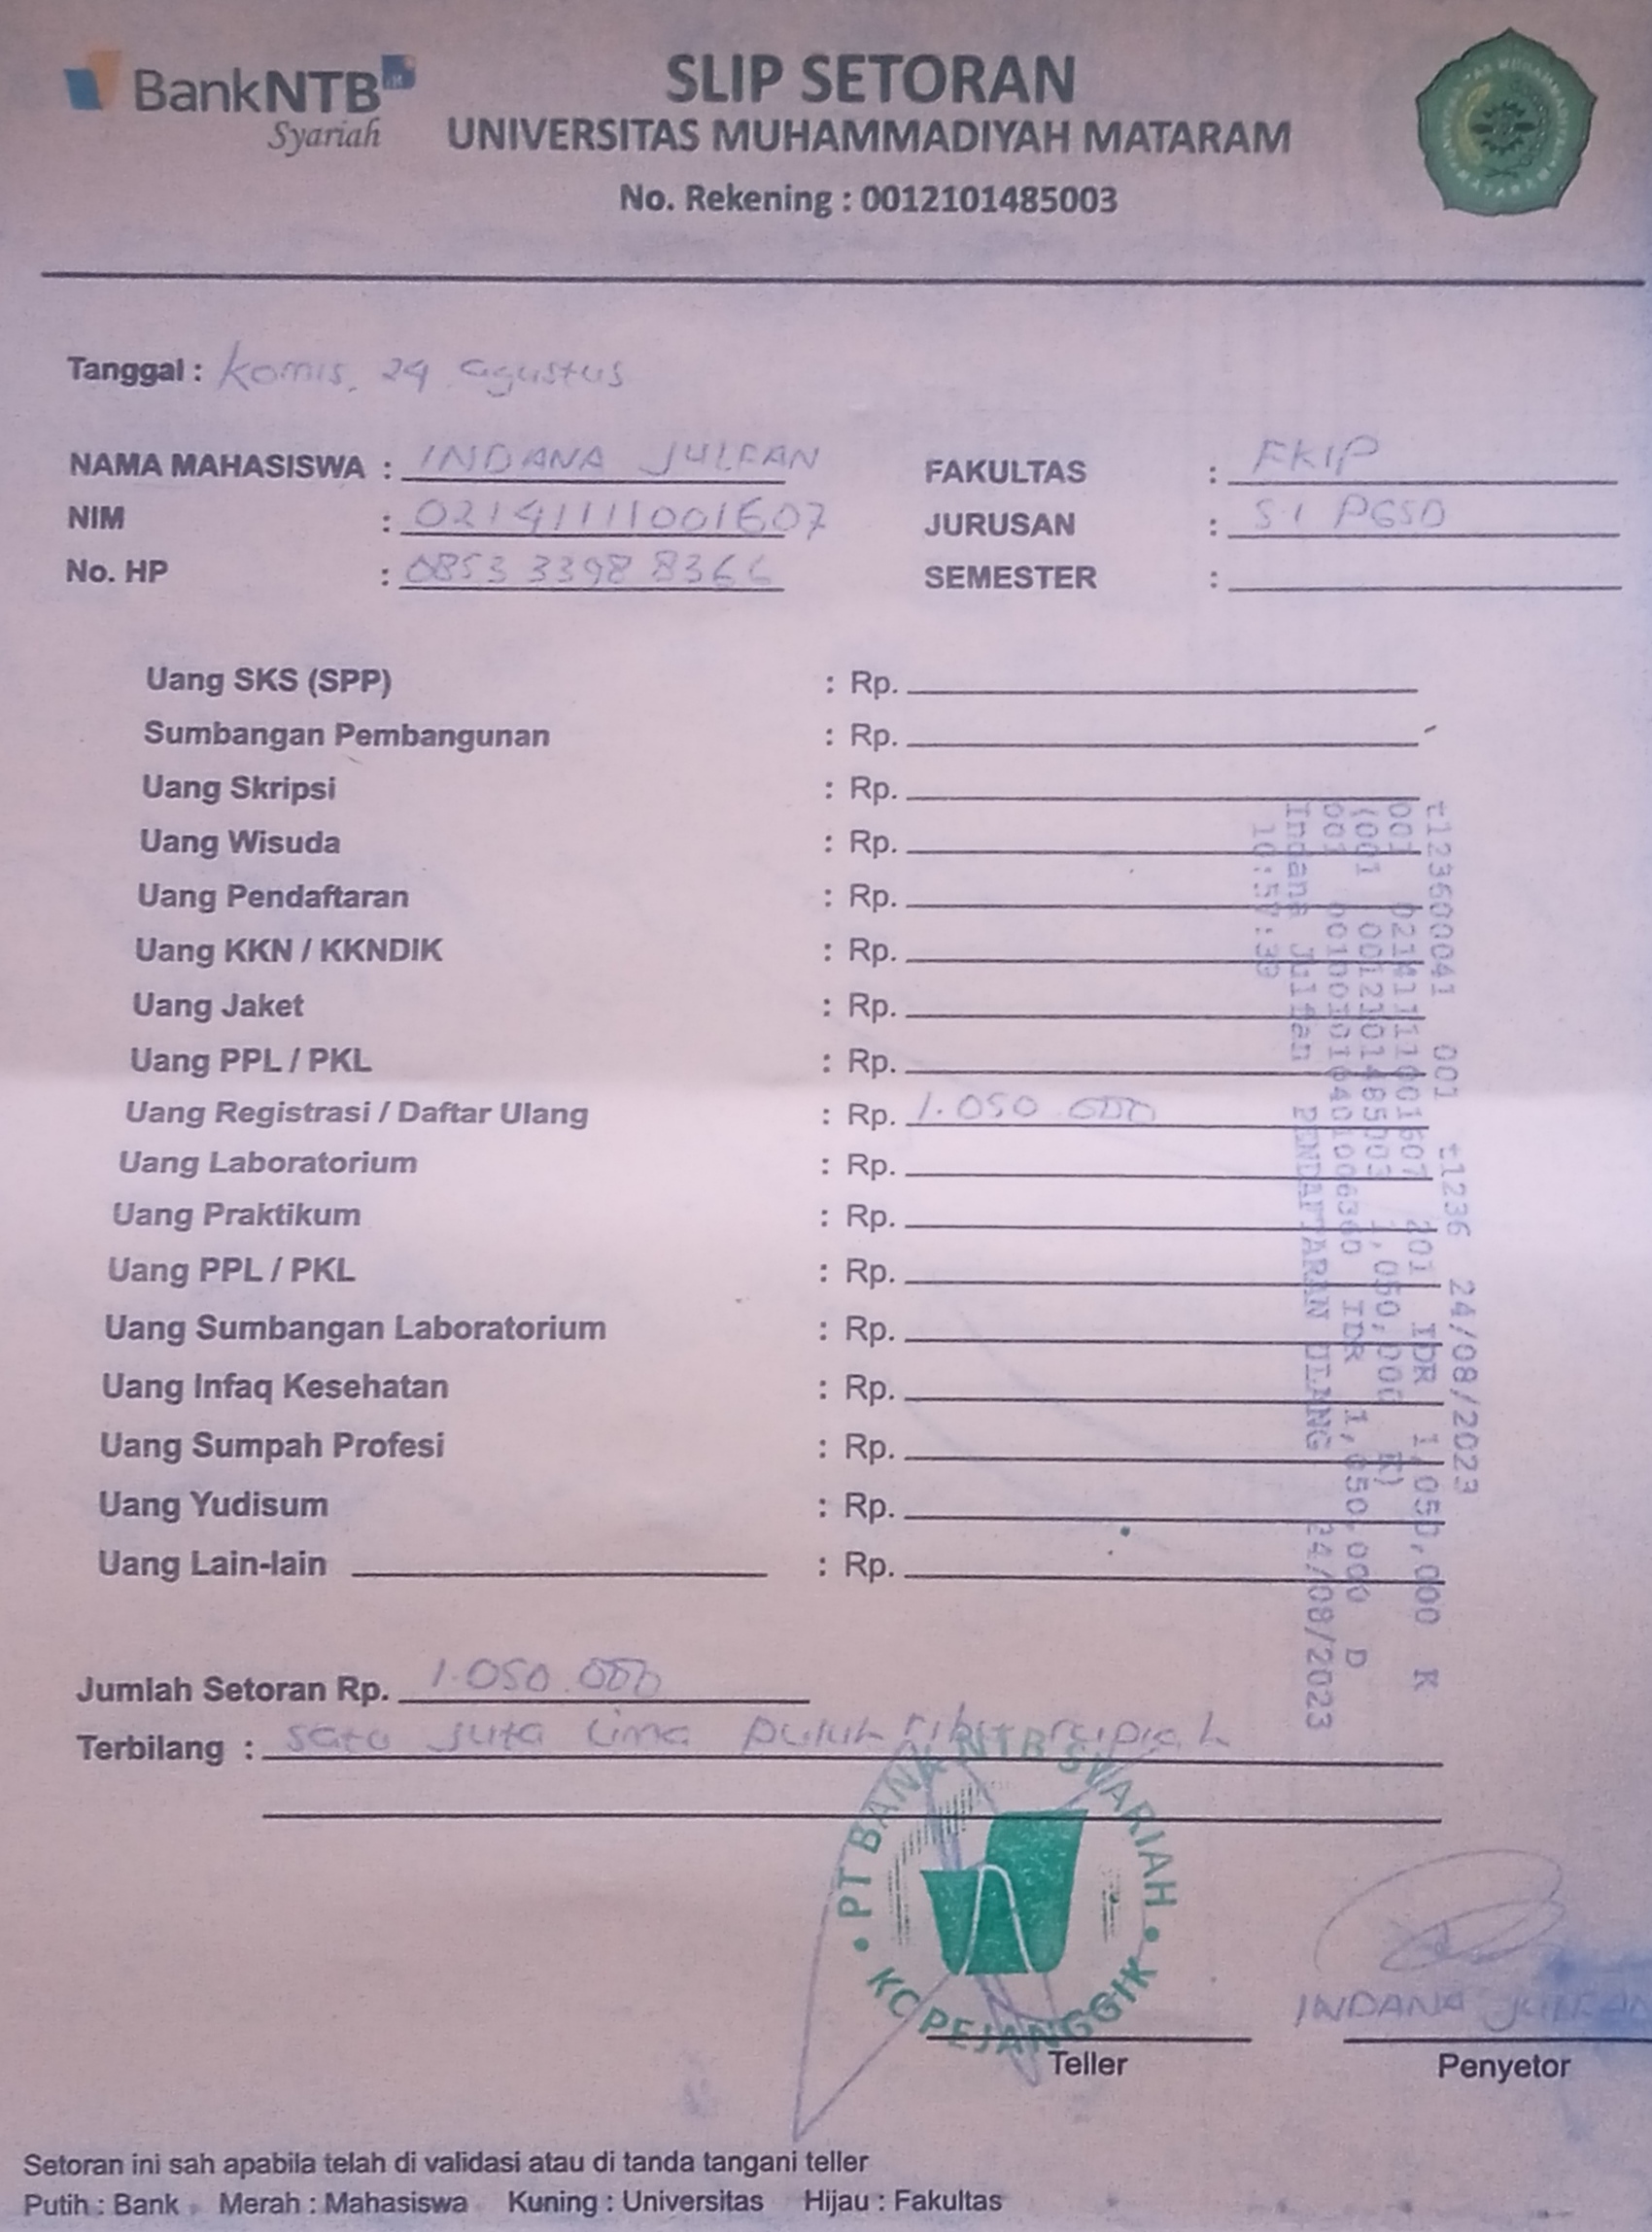 BankNTB
Syariah
SLIP SETORAN
UNIVERSITAS MUHAMMADIYAH MATARAM
No. Rekening : 0012101485003
Tanggal : Kamis, 24 Agustus
NAMA MAHASISWA : INDANA JULFAN
FAKULTAS : FKIP
NIM : 021411111001607
JURUSAN : S1 PGSD
No. HP : 0853 3398 8366
SEMESTER :
Uang SKS (SPP) : Rp.
Sumbangan Pembangunan : Rp.
Uang Skripsi : Rp.
Uang Wisuda : Rp.
Uang Pendaftaran : Rp.
Uang KKN / KKNDIK : Rp.
Uang Jaket : Rp.
Uang PPL / PKL : Rp.
Uang Registrasi / Daftar Ulang : Rp. 1.050.000
Uang Laboratorium : Rp.
Uang Praktikum : Rp.
Uang PPL / PKL : Rp.
Uang Sumbangan Laboratorium : Rp.
Uang Infaq Kesehatan : Rp.
Uang Sumpah Profesi : Rp.
Uang Yudisum : Rp.
Uang Lain-lain : Rp.
t123600041 001 t1236 24/08/2023
001 021411111001607 201 IDR 1,050,000 K
(001 0012101485003 1,050,000 K)
001 IDR 1,050,000 D
Indana Julfan PENDAFTARAN ULANG 24/08/2023
10:57:39
Jumlah Setoran Rp. 1.050.000
Terbilang : satu juta lima puluh ribu rupiah
PT BANK NTB SYARIAH
KC PEJANGGIK
INDANA JULFAN
Teller
Penyetor
Setoran ini sah apabila telah di validasi atau di tanda tangani teller
Putih : Bank Merah : Mahasiswa Kuning : Universitas Hijau : Fakultas